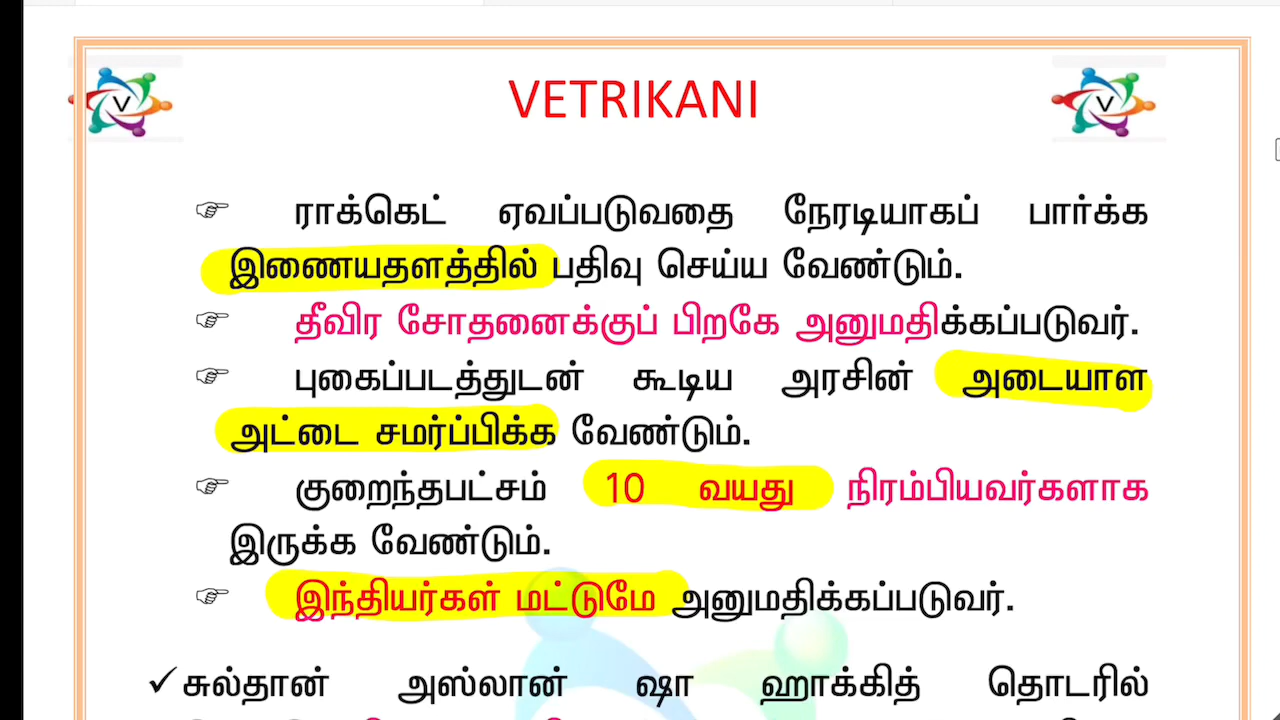 VETRIKANI
V
V
☞ ராக்கெட் ஏவப்படுவதை நேரடியாகப் பார்க்க
இணையதளத்தில் பதிவு செய்ய வேண்டும்.
☞ தீவிர சோதனைக்குப் பிறகே அனுமதிக்கப்படுவர்.
☞ புகைப்படத்துடன் கூடிய அரசின் அடையாள
அட்டை சமர்ப்பிக்க வேண்டும்.
☞ குறைந்தபட்சம் 10 வயது நிரம்பியவர்களாக
இருக்க வேண்டும்.
☞ இந்தியர்கள் மட்டுமே அனுமதிக்கப்படுவர்.
✓ சுல்தான் அஸ்லான் ஷா ஹாக்கித் தொடரில்